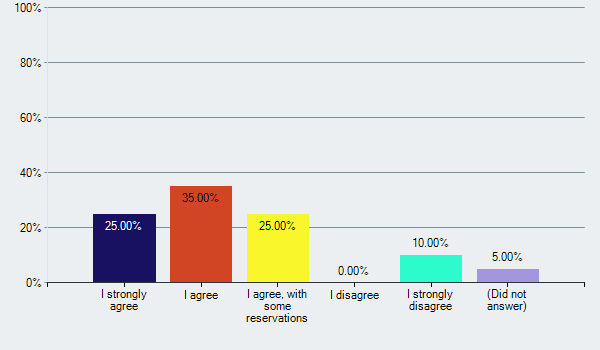 100%
80%
60%
40%
20%
0%
25.00%
35.00%
25.00%
0.00%
10.00%
5.00%
I strongly
agree
I agree
I agree, with
some
reservations
I disagree
I strongly
disagree
(Did not
answer)